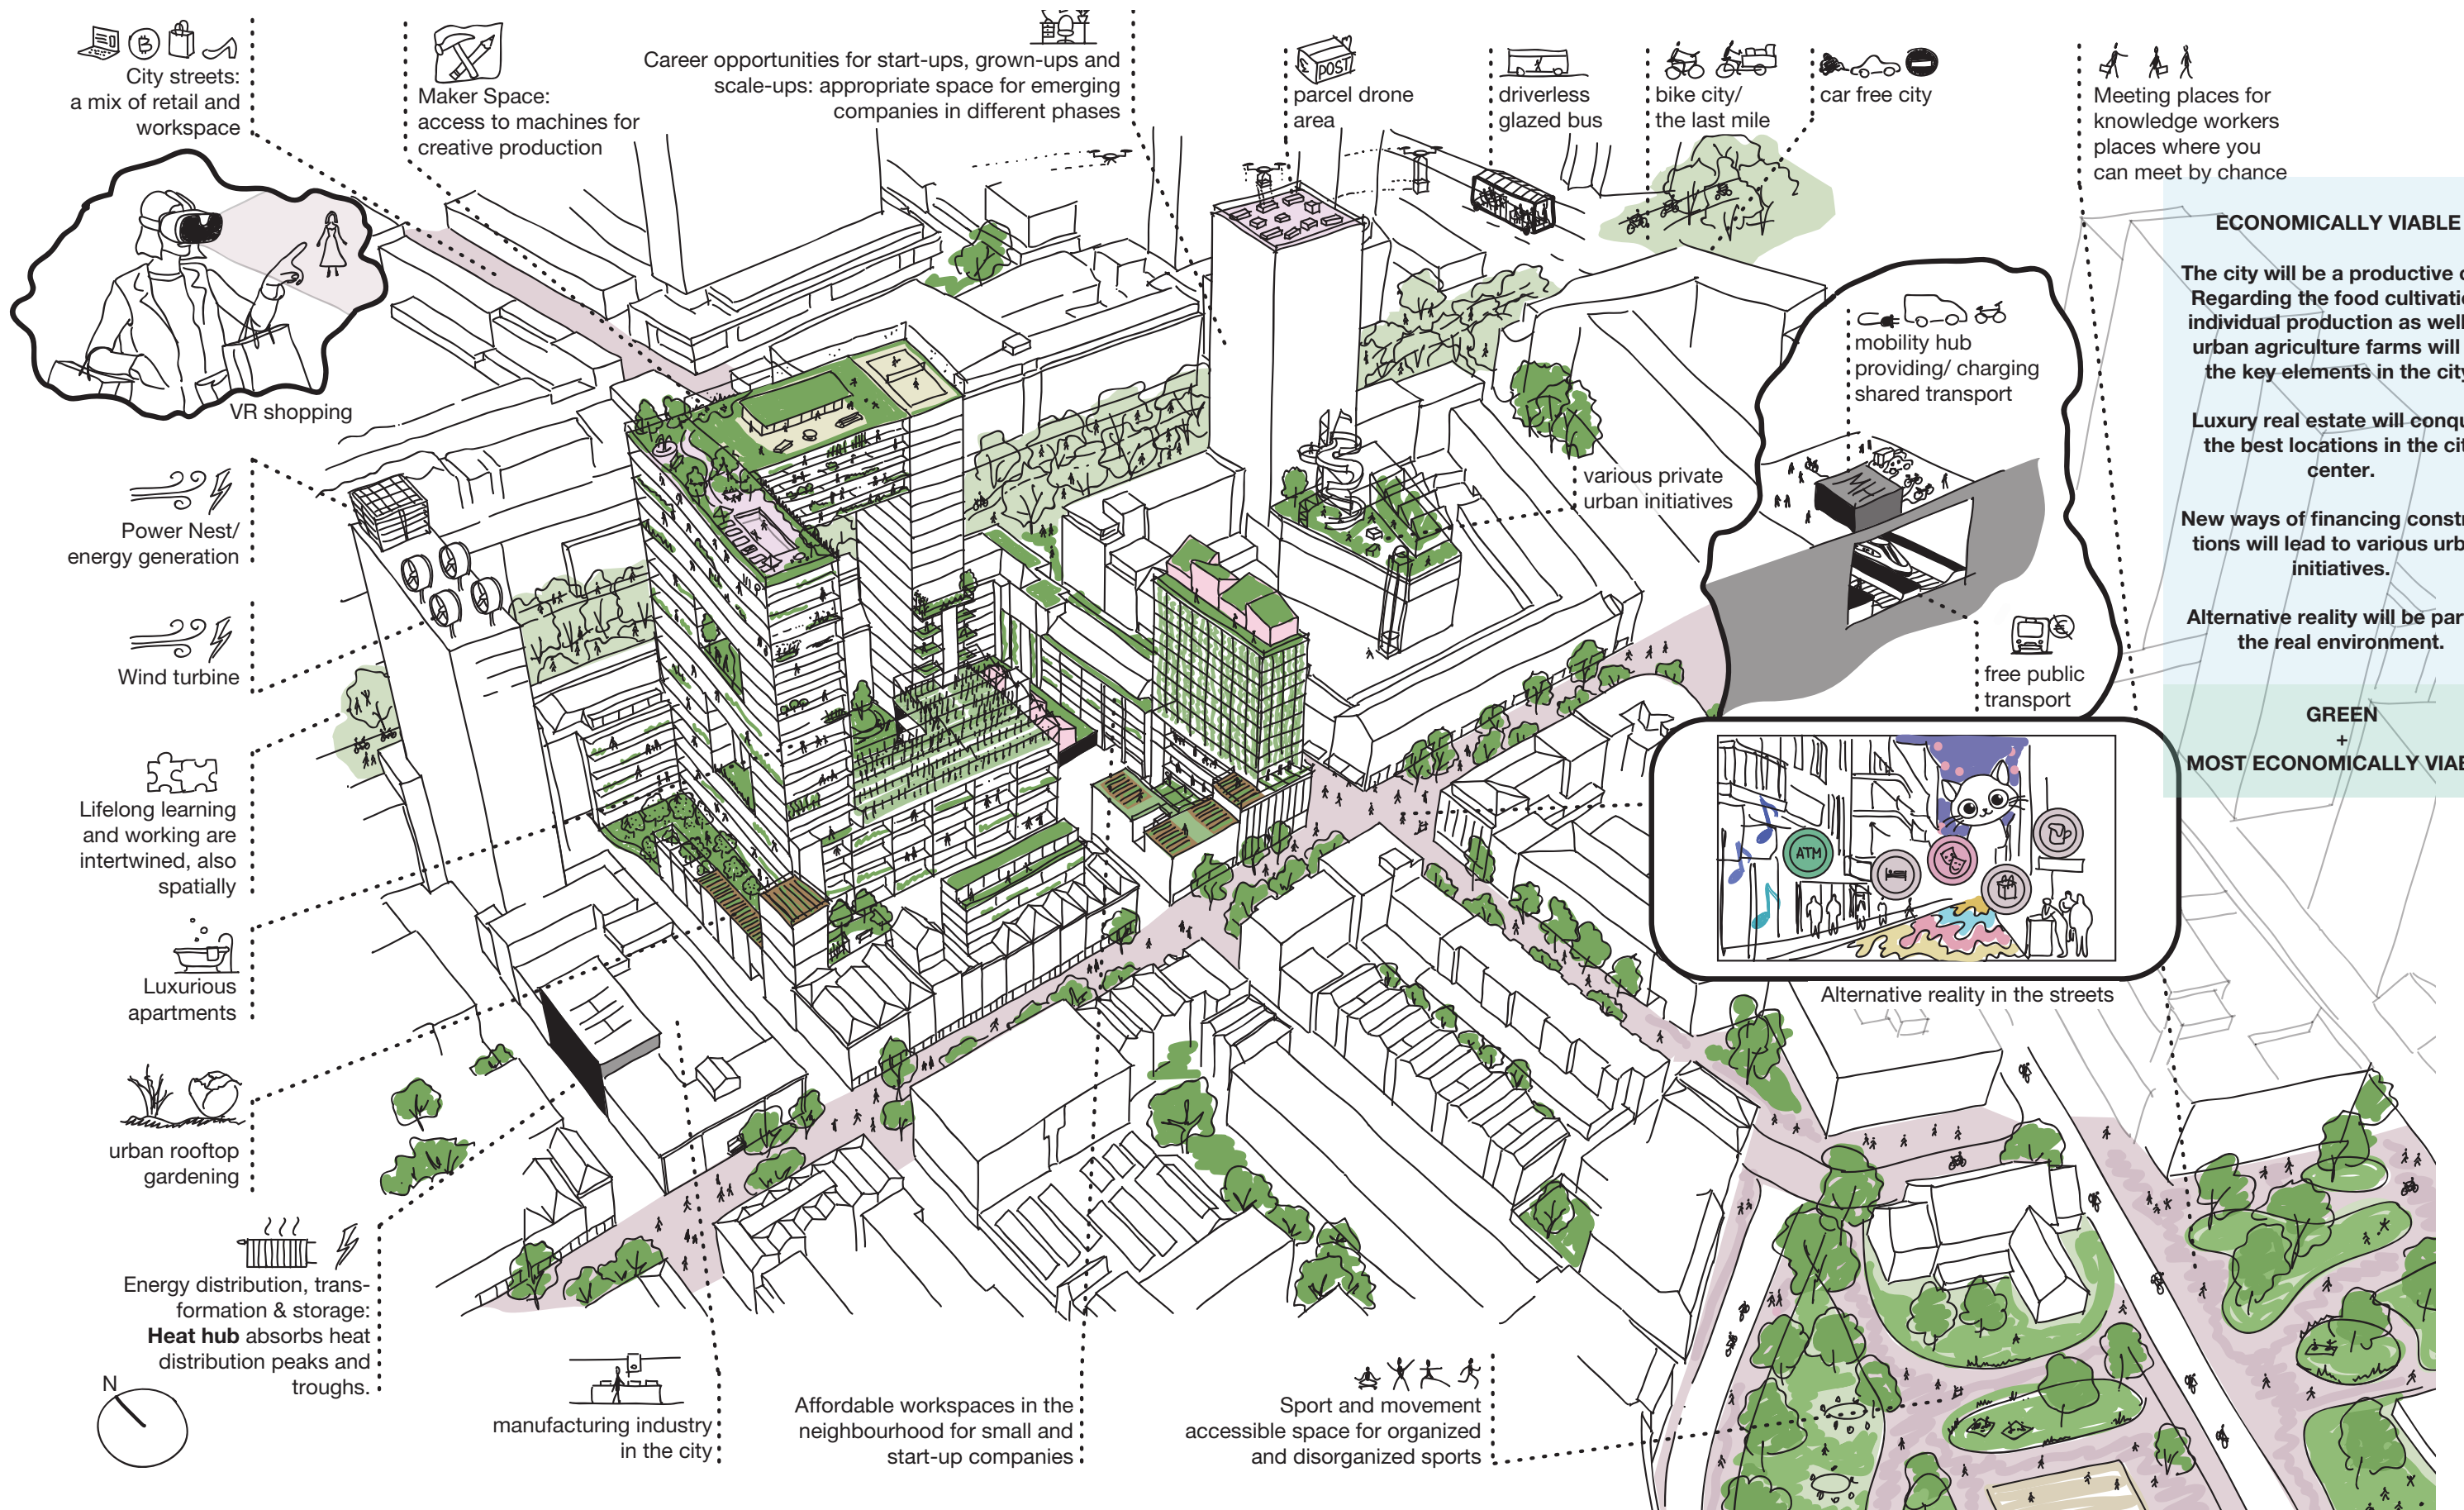 City streets:
a mix of retail and
workspace
Maker Space:
access to machines for
creative production
Career opportunities for start-ups, grown-ups and
scale-ups: appropriate space for emerging
companies in different phases
POST
parcel drone
area
driverless
glazed bus
bike city/
the last mile
car free city
Meeting places for
knowledge workers
places where you
can meet by chance
VR shopping
Power Nest/
energy generation
Wind turbine
Lifelong learning
and working are
intertwined, also
spatially
Luxurious
apartments
urban rooftop
gardening
Energy distribution, trans-
formation & storage:
Heat hub absorbs heat
distribution peaks and
troughs.
N
manufacturing industry
in the city
Affordable workspaces in the
neighbourhood for small and
start-up companies
Sport and movement
accessible space for organized
and disorganized sports
various private
urban initiatives
mobility hub
providing/ charging
shared transport
MH
free public
transport
ATM
Alternative reality in the streets
ECONOMICALLY VIABLE
The city will be a productive
Regarding the food
individual production as well
urban agriculture farms will
the key elements in the
Luxury real estate will
the best locations in the
center.
New ways of financing
tions will lead to various
initiatives.
Alternative reality will be
the real environment.
GREEN
+
MOST ECONOMICALLY